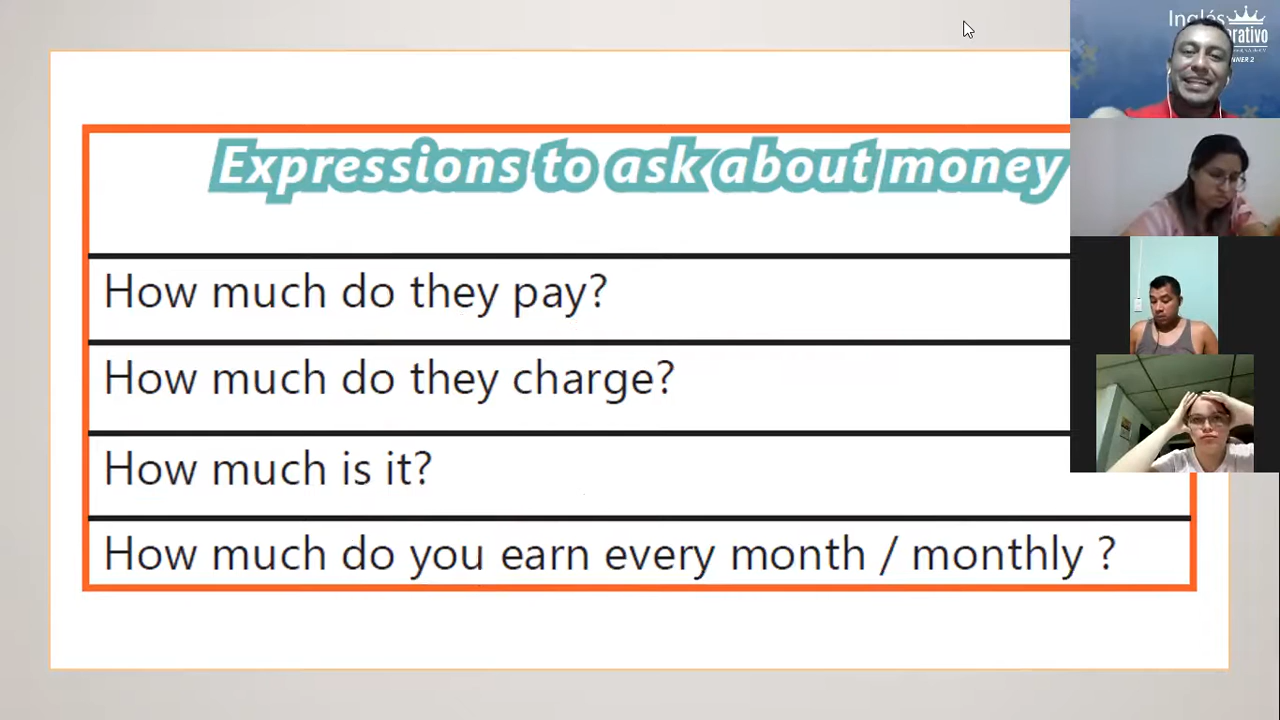 Expressions to ask about money
How much do they pay?
How much do they charge?
How much is it?
How much do you earn every month / monthly ?
Inglés